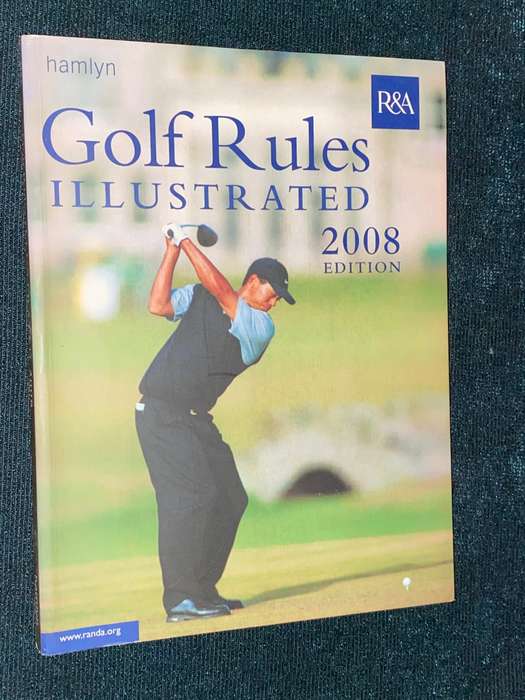 hamlyn
R&A
Golf Rules
ILLUSTRATED
2008
EDITION
www.randa.org